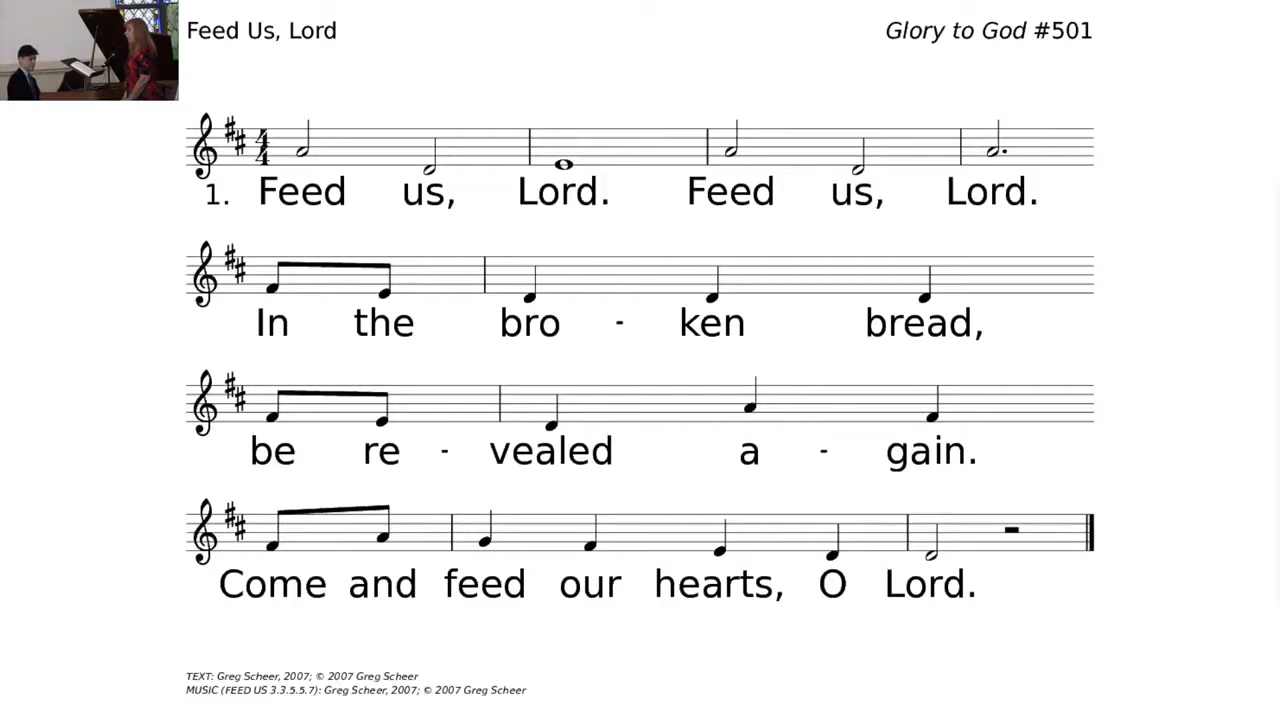 Feed Us, Lord
Glory to God #501
4
4
1. Feed us, Lord. Feed us, Lord.
In the bro - ken bread,
be re - vealed a - gain.
Come and feed our hearts, O Lord.
TEXT: Greg Scheer, 2007; © 2007 Greg Scheer
MUSIC (FEED US 3.3.5.5.7): Greg Scheer, 2007; © 2007 Greg Scheer